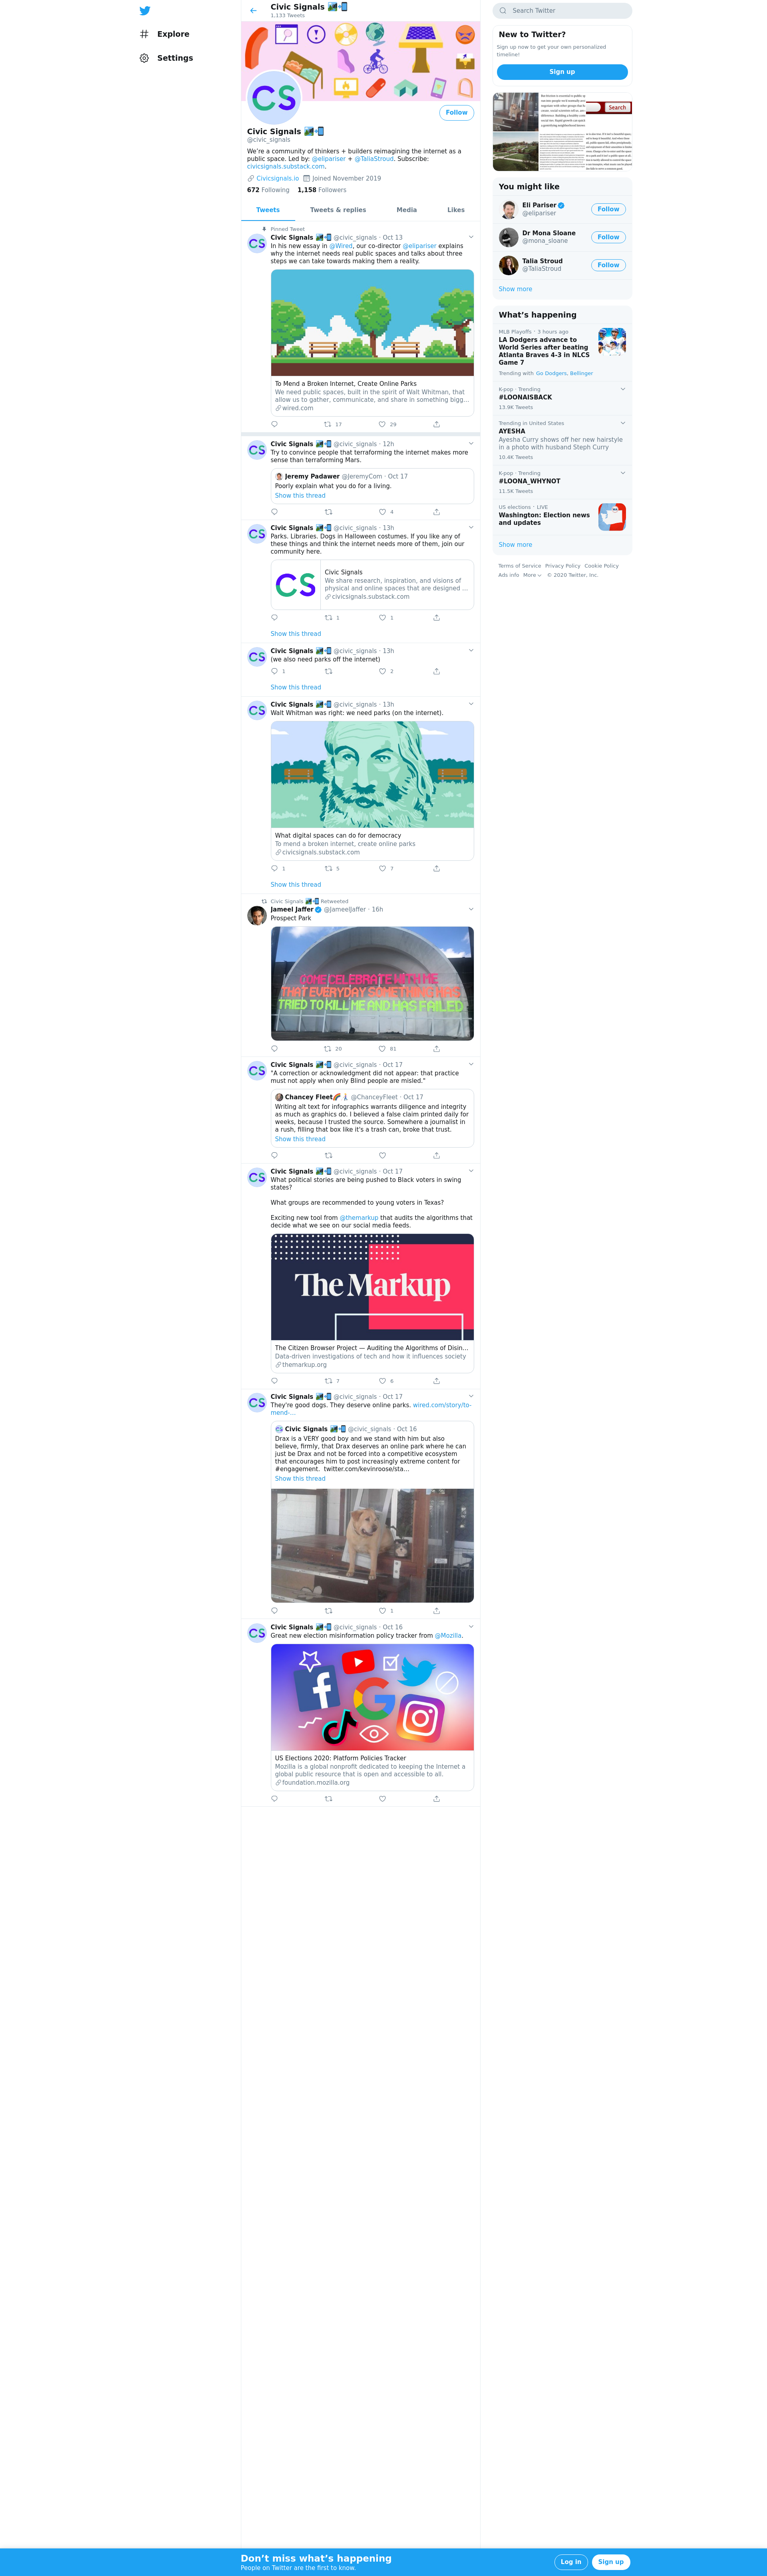 Explore
Settings
Civic Signals
1,133 Tweets
CS
Follow
Civic Signals
@civic_signals
We're a community of thinkers + builders reimagining the internet as a
public space. Led by: @elipariser + @TaliaStroud. Subscribe:
civicsignals.substack.com.
Civicsignals.io Joined November 2019
672 Following 1,158 Followers
Tweets Tweets & replies Media Likes
Pinned Tweet
Civic Signals @civic_signals · Oct 13
In his new essay in @Wired, our co-director @elipariser explains
why the internet needs real public spaces and talks about three
steps we can take towards making them a reality.
To Mend a Broken Internet, Create Online Parks
We need public spaces, built in the spirit of Walt Whitman, that
allow us to gather, communicate, and share in something bigg...
wired.com
17 29
Civic Signals @civic_signals · 12h
Try to convince people that terraforming the internet makes more
sense than terraforming Mars.
Jeremy Padawer @JeremyCom · Oct 17
Poorly explain what you do for a living.
Show this thread
4
Civic Signals @civic_signals · 13h
Parks. Libraries. Dogs in Halloween costumes. If you like any of
these things and think the internet needs more of them, join our
community here.
CS
Civic Signals
We share research, inspiration, and visions of
physical and online spaces that are designed ...
civicsignals.substack.com
1 1
Show this thread
Civic Signals @civic_signals · 13h
(we also need parks off the internet)
1 2
Show this thread
Civic Signals @civic_signals · 13h
Walt Whitman was right: we need parks (on the internet).
What digital spaces can do for democracy
To mend a broken internet, create online parks
civicsignals.substack.com
1 5 7
Show this thread
Civic Signals Retweeted
Jameel Jaffer @JameelJaffer · 16h
Prospect Park
COME CELEBRATE WITH ME
THAT EVERYDAY SOMETHING HAS
TRIED TO KILL ME AND HAS FAILED
20 81
Civic Signals @civic_signals · Oct 17
"A correction or acknowledgment did not appear: that practice
must not apply when only Blind people are misled."
Chancey Fleet @ChanceyFleet · Oct 17
Writing alt text for infographics warrants diligence and integrity
as much as graphics do. I believed a false claim printed daily for
weeks, because I trusted the source. Somewhere a journalist in
a rush, filling that box like it's a trash can, broke that trust.
Show this thread
Civic Signals @civic_signals · Oct 17
What political stories are being pushed to Black voters in swing
states?
What groups are recommended to young voters in Texas?
Exciting new tool from @themarkup that audits the algorithms that
decide what we see on our social media feeds.
The Markup
The Citizen Browser Project — Auditing the Algorithms of Disin...
Data-driven investigations of tech and how it influences society
themarkup.org
7 6
Civic Signals @civic_signals · Oct 17
They're good dogs. They deserve online parks. wired.com/story/to-
mend-...
Civic Signals @civic_signals · Oct 16
Drax is a VERY good boy and we stand with him but also
believe, firmly, that Drax deserves an online park where he can
just be Drax and not be forced into a competitive ecosystem
that encourages him to post increasingly extreme content for
#engagement. twitter.com/kevinroose/sta...
Show this thread
1
Civic Signals @civic_signals · Oct 16
Great new election misinformation policy tracker from @Mozilla.
US Elections 2020: Platform Policies Tracker
Mozilla is a global nonprofit dedicated to keeping the Internet a
global public resource that is open and accessible to all.
foundation.mozilla.org
Search Twitter
New to Twitter?
Sign up now to get your own personalized
timeline!
Sign up
Search
You might like
Eli Pariser
@elipariser
Follow
Dr Mona Sloane
@mona_sloane
Follow
Talia Stroud
@TaliaStroud
Follow
Show more
What's happening
MLB Playoffs · 3 hours ago
LA Dodgers advance to
World Series after beating
Atlanta Braves 4-3 in NLCS
Game 7
Trending with Go Dodgers, Bellinger
K-pop · Trending
#LOONAISBACK
13.9K Tweets
Trending in United States
AYESHA
Ayesha Curry shows off her new hairstyle
in a photo with husband Steph Curry
10.4K Tweets
K-pop · Trending
#LOONA_WHYNOT
11.5K Tweets
US elections · LIVE
Washington: Election news
and updates
Show more
Terms of Service Privacy Policy Cookie Policy
Ads info More © 2020 Twitter, Inc.
Don't miss what's happening
People on Twitter are the first to know.
Log in Sign up